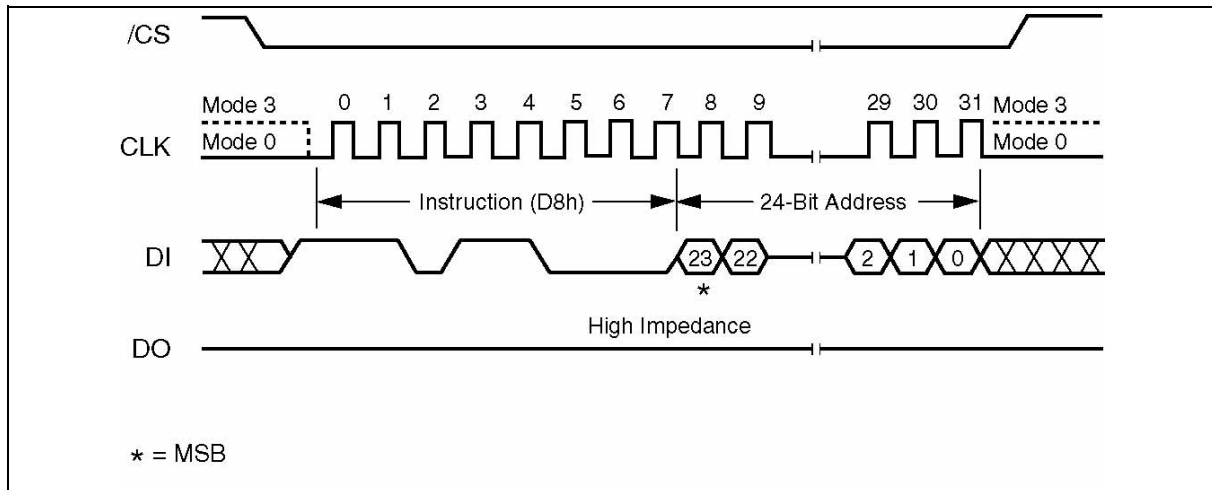 /CS
Mode 3 0 1 2 3 4 5 6 7 8 9 29 30 31 Mode 3
CLK Mode 0 Mode 0
Instruction (D8h) 24-Bit Address
DI 23 22 2 1 0
*
High Impedance
DO
* = MSB